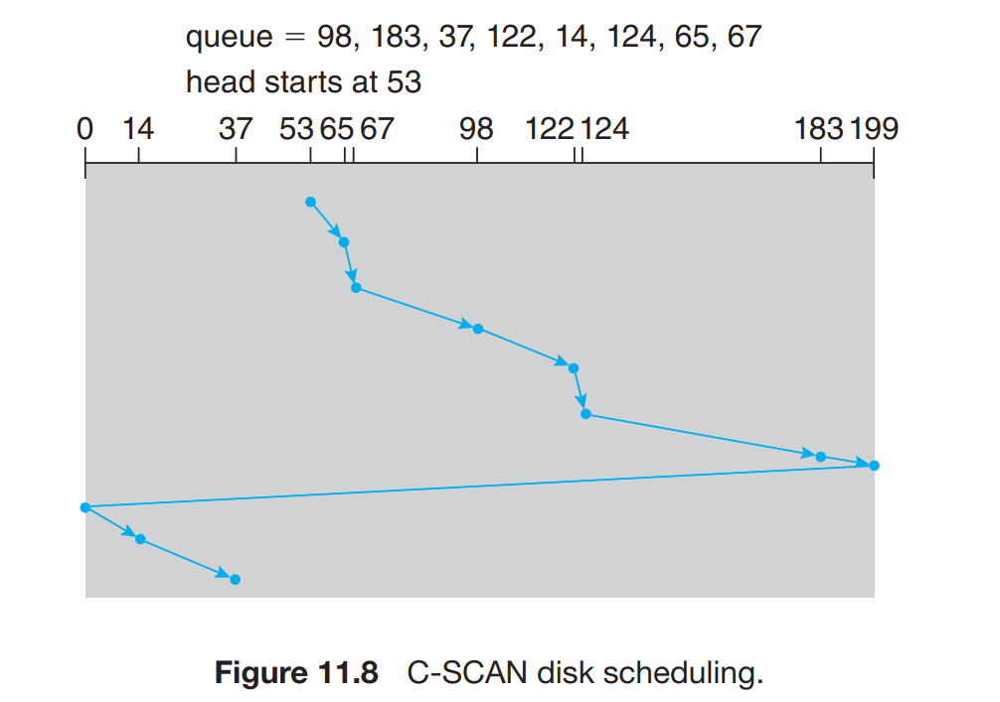 queue = 98, 183, 37, 122, 14, 124, 65, 67
head starts at 53
0 14 37 53 65 67 98 122 124 183 199
Figure 11.8 C-SCAN disk scheduling.